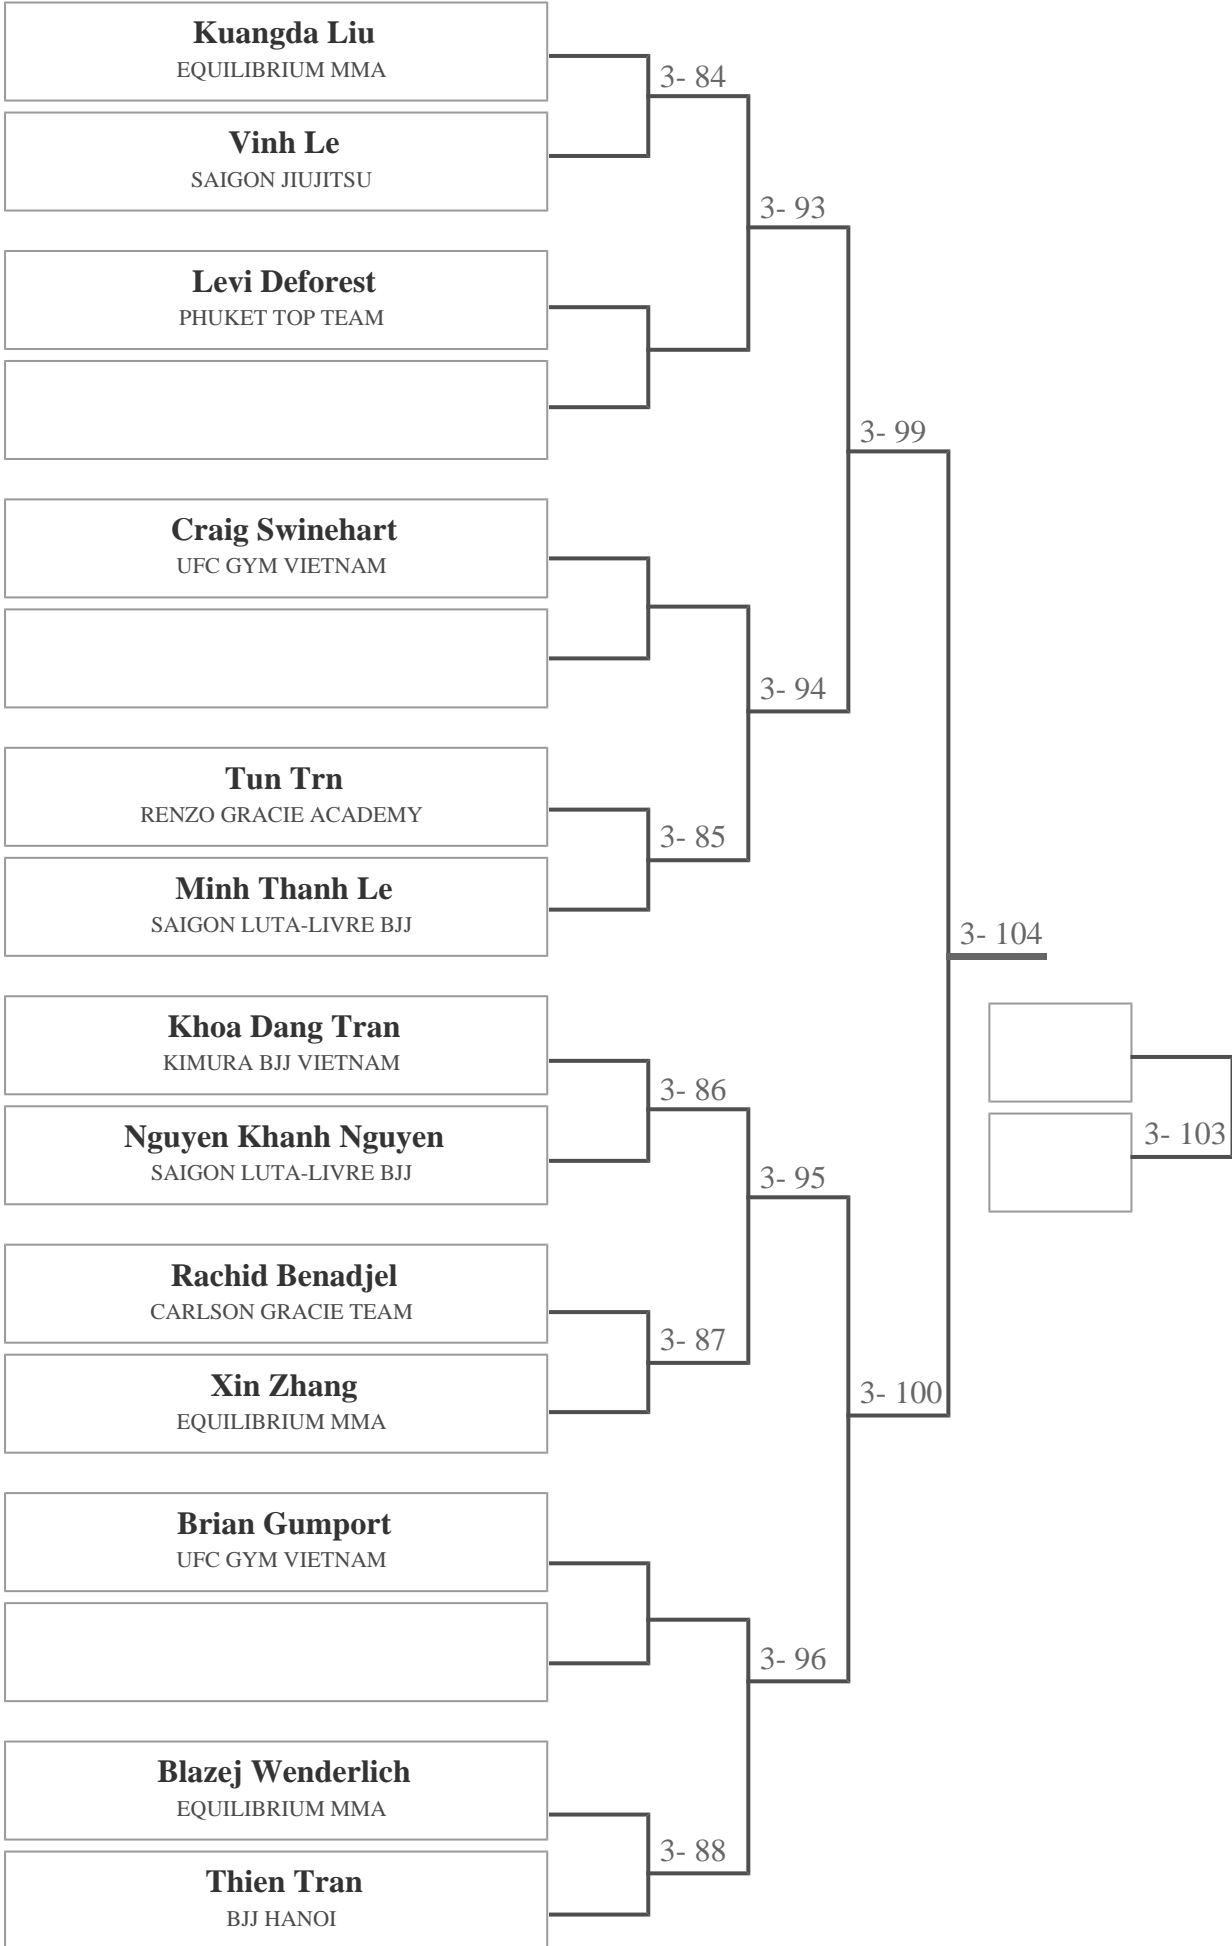 Kuangda Liu
EQUILIBRIUM MMA
3- 84
Vinh Le
SAIGON JIUJITSU
3- 93
Levi Deforest
PHUKET TOP TEAM
3- 99
Craig Swinehart
UFC GYM VIETNAM
3- 94
Tun Trn
RENZO GRACIE ACADEMY
3- 85
Minh Thanh Le
SAIGON LUTA-LIVRE BJJ
3- 104
Khoa Dang Tran
KIMURA BJJ VIETNAM
3- 86
Nguyen Khanh Nguyen
SAIGON LUTA-LIVRE BJJ
3- 103
3- 95
Rachid Benadjel
CARLSON GRACIE TEAM
3- 87
Xin Zhang
EQUILIBRIUM MMA
3- 100
Brian Gumport
UFC GYM VIETNAM
3- 96
Blazej Wenderlich
EQUILIBRIUM MMA
3- 88
Thien Tran
BJJ HANOI